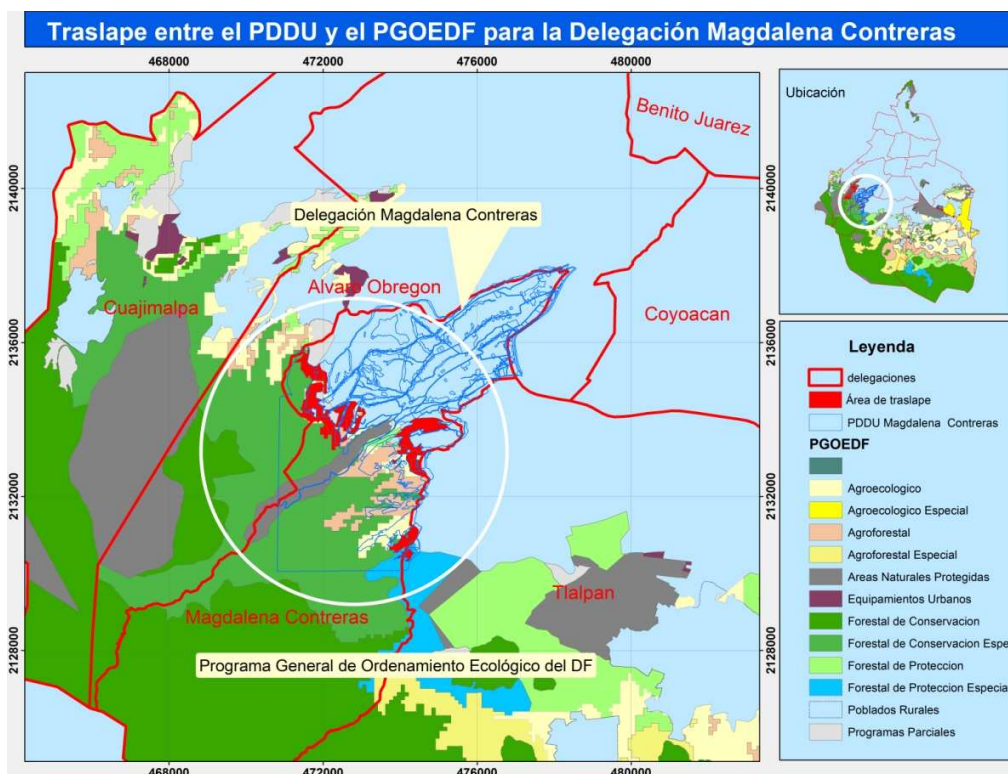 Traslape entre el PDDU y el PGOEDF para la Delegación Magdalena Contreras
468000 472000 476000 480000
Ubicación
Benito Juarez
2140000
2140000
Delegación Magdalena Contreras
Alvaro Obregon
Cuajimalpa
Coyoacan
2136000
2136000
2132000
2132000
Tlalpan
Magdalena Contreras
2128000
2128000
Programa General de Ordenamiento Ecológico del DF
468000 472000 476000 480000
Leyenda
delegaciones
Área de traslape
PDDU Magdalena Contreras
PGOEDF
Agroecologico
Agroecologico Especial
Agroforestal
Agroforestal Especial
Areas Naturales Protegidas
Equipamientos Urbanos
Forestal de Conservacion
Forestal de Conservacion Espe
Forestal de Proteccion
Forestal de Proteccion Especia
Poblados Rurales
Programas Parciales